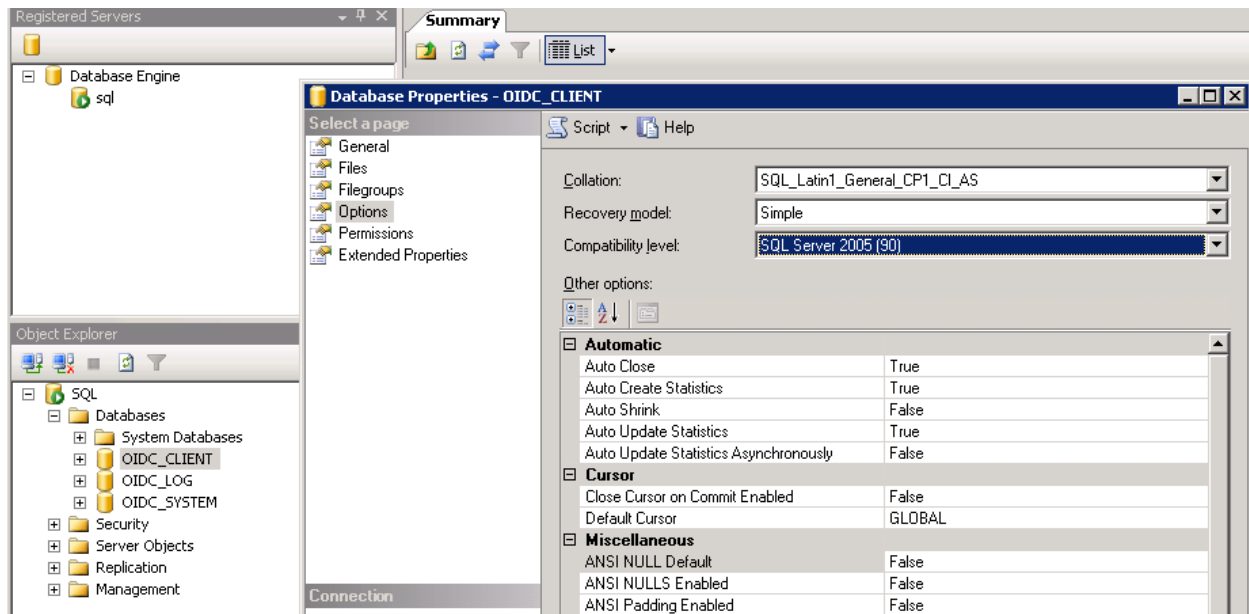 Registered Servers
Database Engine
sql
Summary
List
Database Properties - OIDC_CLIENT
Select a page
General
Files
Filegroups
Options
Permissions
Extended Properties
Connection
Script Help
Collation: SQL_Latin1_General_CP1_CI_AS
Recovery model: Simple
Compatibility level: SQL Server 2005 (90)
Other options:
Automatic
Auto Close True
Auto Create Statistics True
Auto Shrink False
Auto Update Statistics True
Auto Update Statistics Asynchronously False
Cursor
Close Cursor on Commit Enabled False
Default Cursor GLOBAL
Miscellaneous
ANSI NULL Default False
ANSI NULLS Enabled False
ANSI Padding Enabled False
Object Explorer
SQL
Databases
System Databases
OIDC_CLIENT
OIDC_LOG
OIDC_SYSTEM
Security
Server Objects
Replication
Management